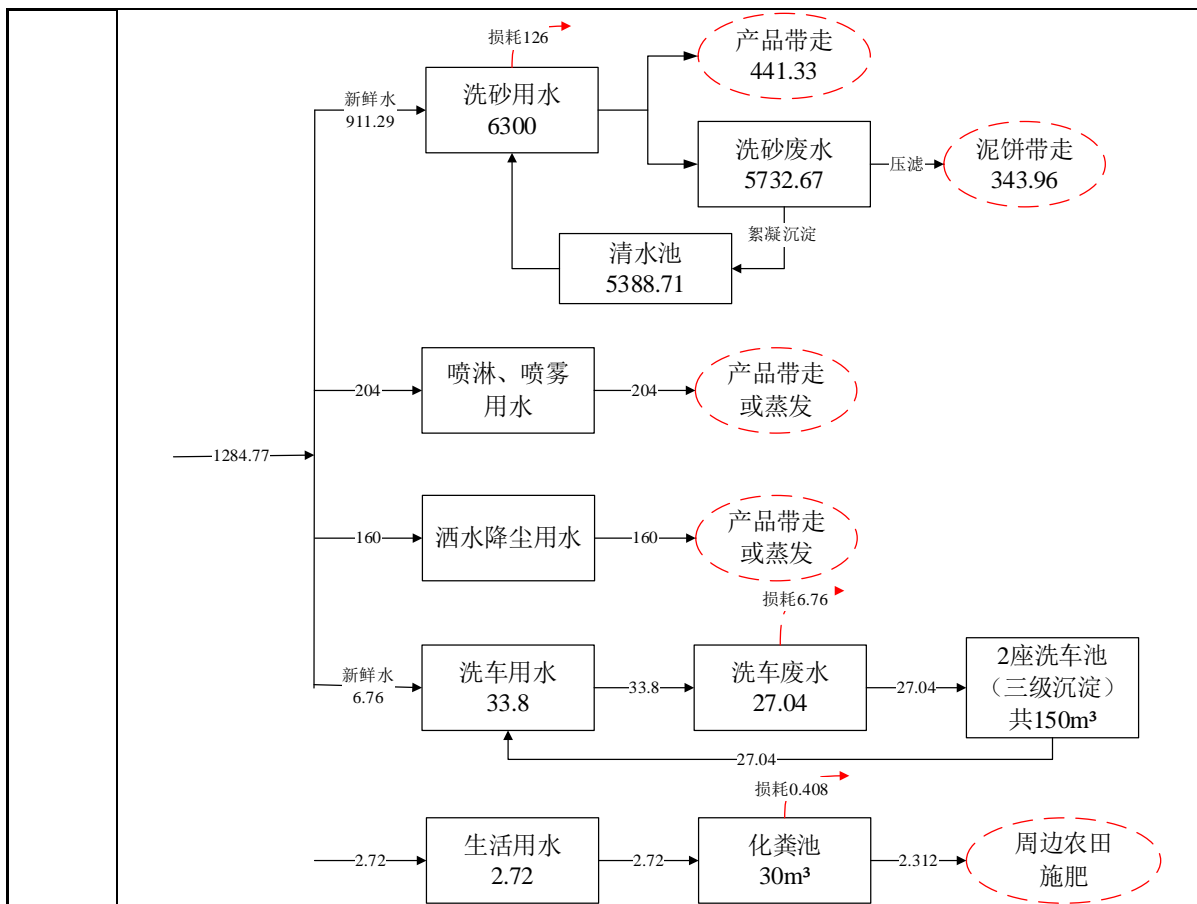 损耗126
产品带走
441.33
新鲜水
911.29
洗砂用水
6300
洗砂废水
5732.67
压滤
泥饼带走
343.96
絮凝沉淀
清水池
5388.71
204
喷淋、喷雾
用水
204
产品带走
或蒸发
1284.77
160
洒水降尘用水
160
产品带走
或蒸发
损耗6.76
新鲜水
6.76
洗车用水
33.8
33.8
洗车废水
27.04
27.04
2座洗车池
（三级沉淀）
共150m³
27.04
损耗0.408
2.72
生活用水
2.72
2.72
化粪池
30m³
2.312
周边农田
施肥